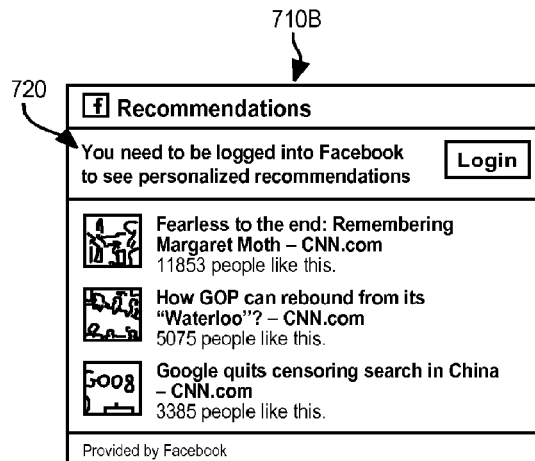 710B
720
f Recommendations
You need to be logged into Facebook
to see personalized recommendations
Login
Fearless to the end: Remembering
Margaret Moth – CNN.com
11853 people like this.
How GOP can rebound from its
“Waterloo”? – CNN.com
5075 people like this.
GOO8
Google quits censoring search in China
– CNN.com
3385 people like this.
Provided by Facebook